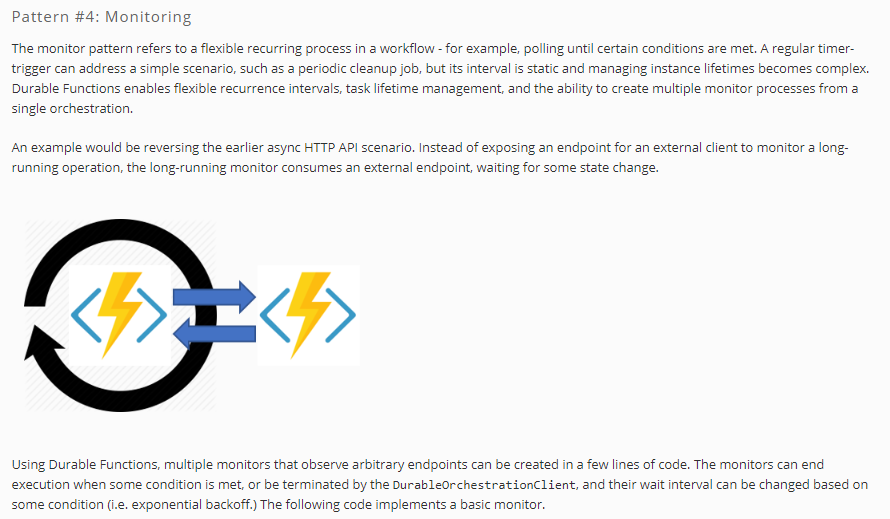 Pattern #4: Monitoring
The monitor pattern refers to a flexible recurring process in a workflow - for example, polling until certain conditions are met. A regular timer-
trigger can address a simple scenario, such as a periodic cleanup job, but its interval is static and managing instance lifetimes becomes complex.
Durable Functions enables flexible recurrence intervals, task lifetime management, and the ability to create multiple monitor processes from a
single orchestration.
An example would be reversing the earlier async HTTP API scenario. Instead of exposing an endpoint for an external client to monitor a long-
running operation, the long-running monitor consumes an external endpoint, waiting for some state change.
Using Durable Functions, multiple monitors that observe arbitrary endpoints can be created in a few lines of code. The monitors can end
execution when some condition is met, or be terminated by the DurableOrchestrationClient, and their wait interval can be changed based on
some condition (i.e. exponential backoff.) The following code implements a basic monitor.